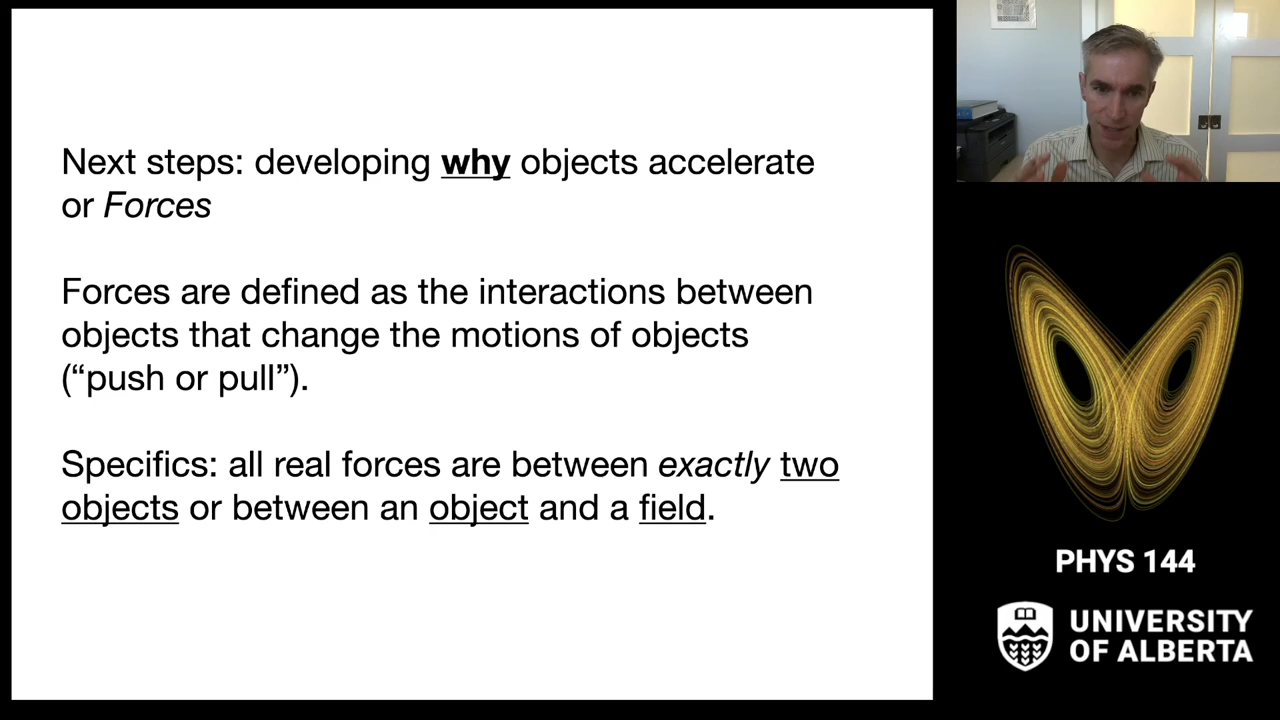 Next steps: developing why objects accelerate
or Forces
Forces are defined as the interactions between
objects that change the motions of objects
(“push or pull”).
Specifics: all real forces are between exactly two
objects or between an object and a field.
PHYS 144
UNIVERSITY
OF ALBERTA